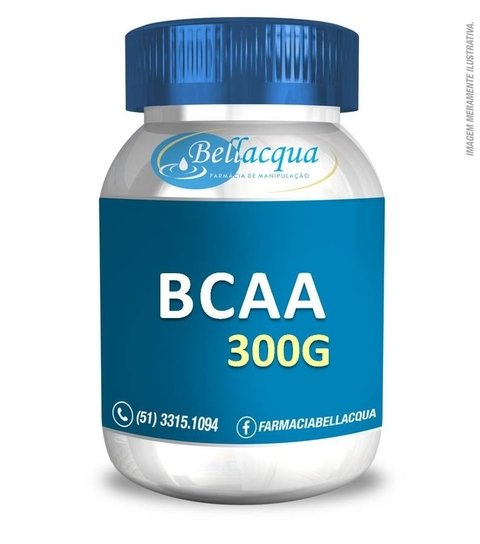 Bellacqua
FARMÁCIA DE MANIPULAÇÃO
BCAA
300G
(51) 3315.1094
FARMACIABELLACQUA
IMAGEM MERAMENTE ILUSTRATIVA.